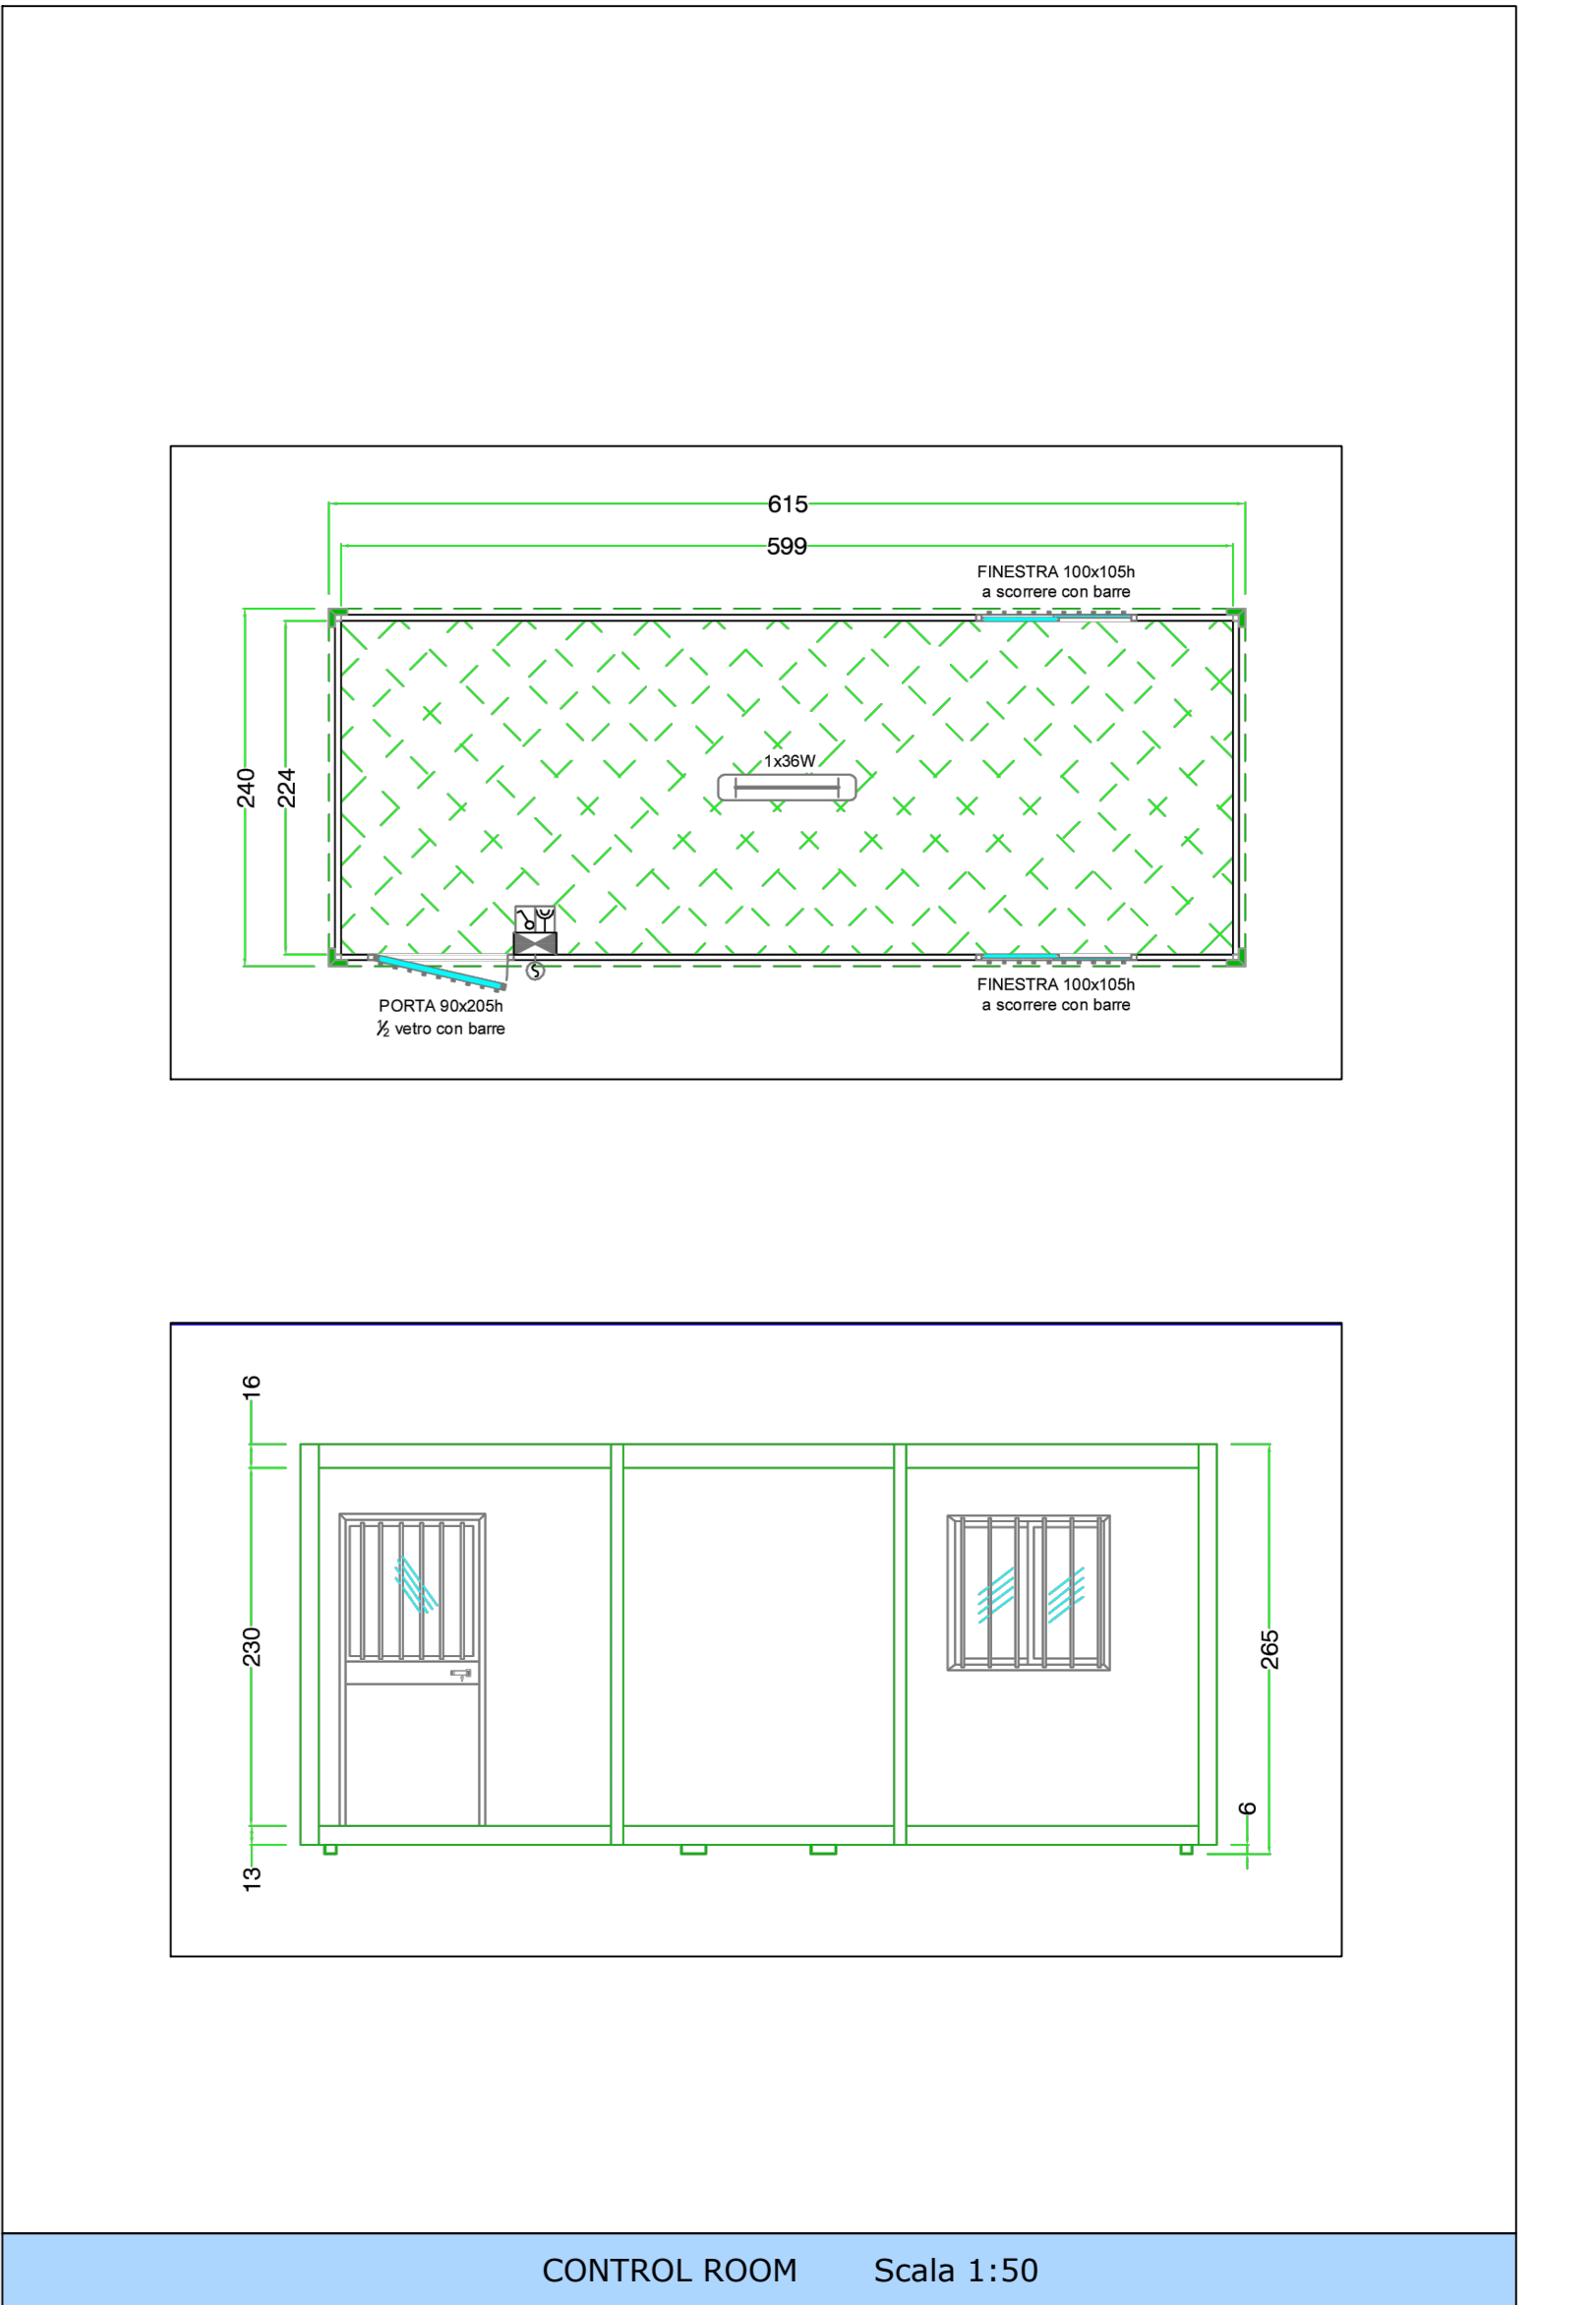 615
599
FINESTRA 100x105h
a scorrere con barre
240
224
1x36W
S
PORTA 90x205h
½ vetro con barre
FINESTRA 100x105h
a scorrere con barre
16
230
13
265
6
CONTROL ROOM Scala 1:50